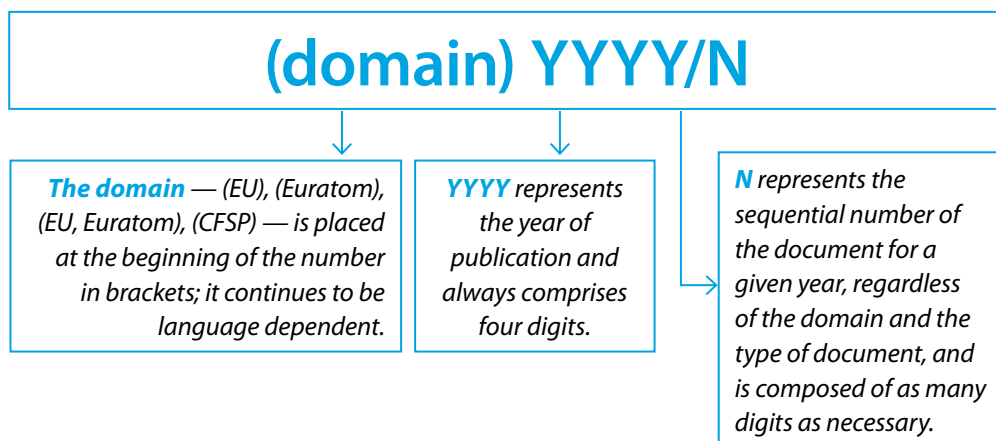 (domain) YYYY/N
The domain — (EU), (Euratom),
(EU, Euratom), (CFSP) — is placed
at the beginning of the number
in brackets; it continues to be
language dependent.
YYYY represents
the year of
publication and
always comprises
four digits.
N represents the
sequential number of
the document for a
given year, regardless
of the domain and the
type of document, and
is composed of as many
digits as necessary.